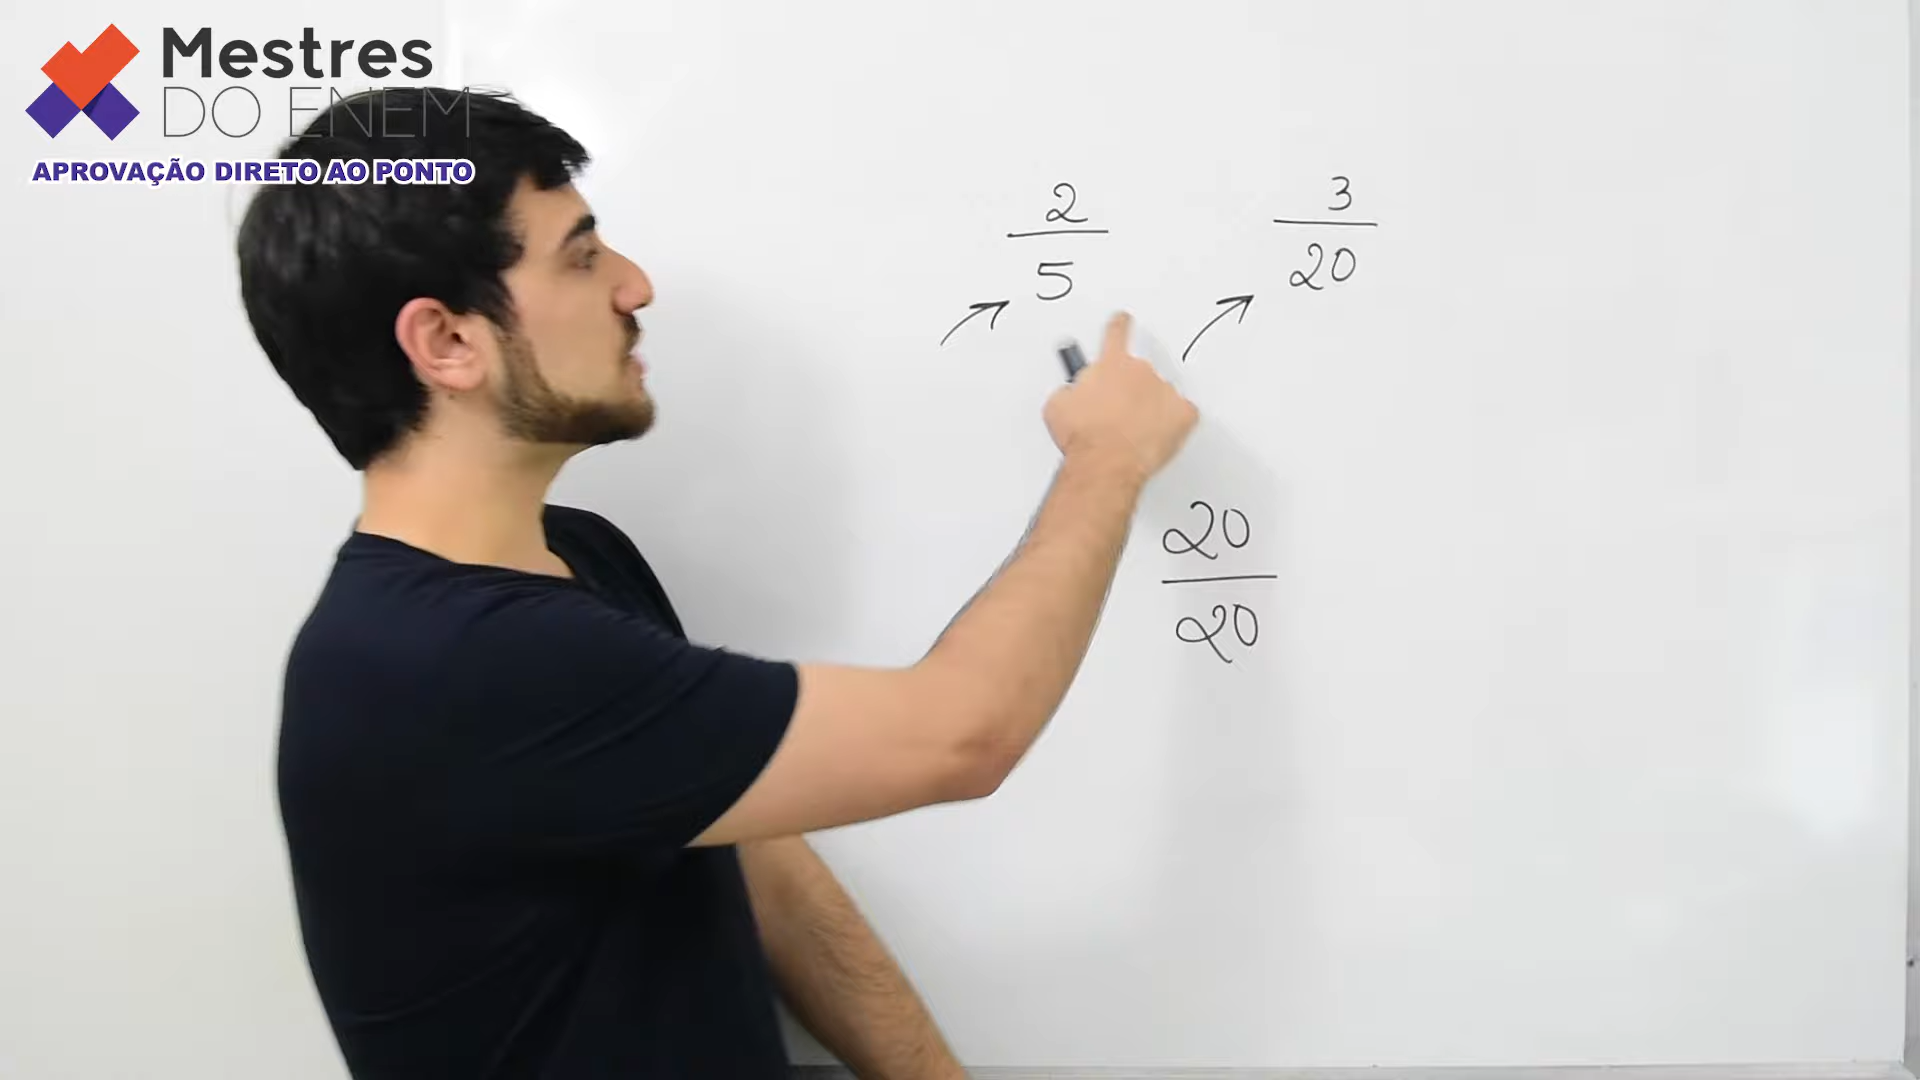 Mestres
DO ENEM
APROVAÇÃO DIRETO AO PONTO
2 3
5 20
20
20